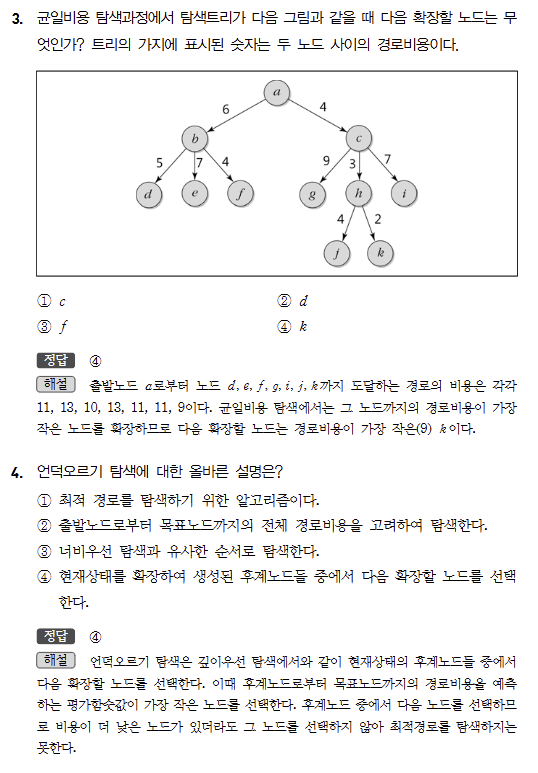 3. 균일비용 탐색과정에서 탐색트리가 다음 그림과 같을 때 다음 확장할 노드는 무
엇인가? 트리의 가지에 표시된 숫자는 두 노드 사이의 경로비용이다.
a
6 4
b c
5 7 4 9 3 7
d e f g h i
4 2
j k
① c ② d
③ f ④ k
정답 ④
해설 출발노드 a로부터 노드 d, e, f, g, i, j, k까지 도달하는 경로의 비용은 각각
11, 13, 10, 13, 11, 11, 9이다. 균일비용 탐색에서는 그 노드까지의 경로비용이 가장
작은 노드를 확장하므로 다음 확장할 노드는 경로비용이 가장 작은(9) k이다.
4. 언덕오르기 탐색에 대한 올바른 설명은?
① 최적 경로를 탐색하기 위한 알고리즘이다.
② 출발노드로부터 목표노드까지의 전체 경로비용을 고려하여 탐색한다.
③ 너비우선 탐색과 유사한 순서로 탐색한다.
④ 현재상태를 확장하여 생성된 후계노드들 중에서 다음 확장할 노드를 선택
한다.
정답 ④
해설 언덕오르기 탐색은 깊이우선 탐색에서와 같이 현재상태의 후계노드들 중에서
다음 확장할 노드를 선택한다. 이때 후계노드로부터 목표노드까지의 경로비용을 예측
하는 평가함숫값이 가장 작은 노드를 선택한다. 후계노드 중에서 다음 노드를 선택하므
로 비용이 더 낮은 노드가 있더라도 그 노드를 선택하지 않아 최적경로를 탐색하지는
못한다.